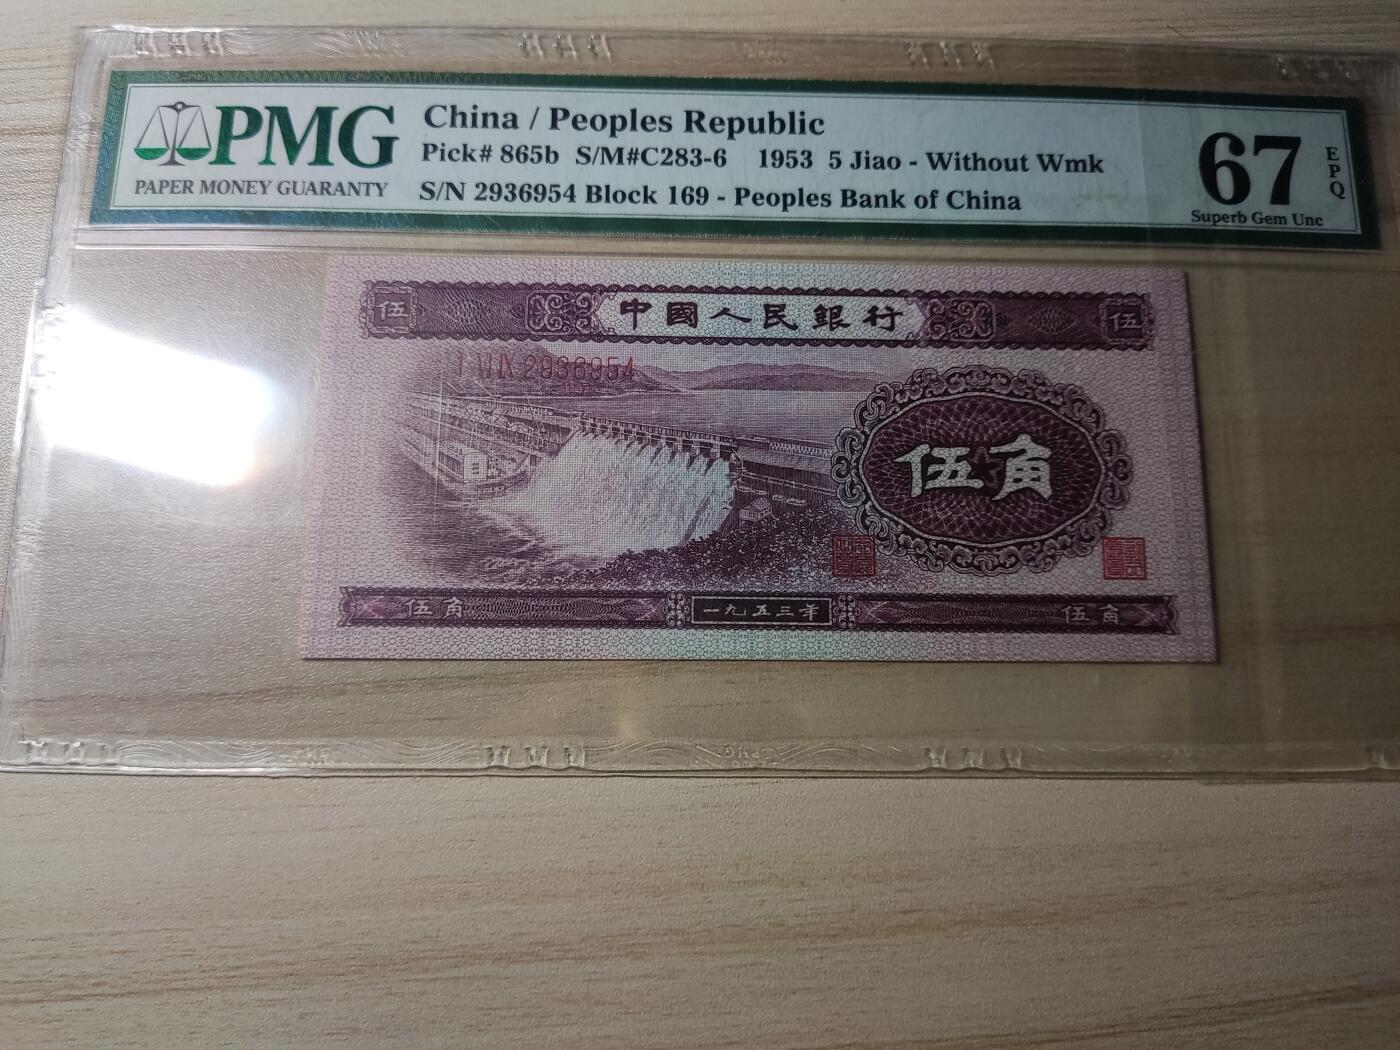 PMG
PAPER MONEY GUARANTY
China / Peoples Republic
Pick# 865b S/M#C283-6 1953 5 Jiao - Without Wmk
S/N 2936954 Block 169 - Peoples Bank of China
67
EPQ
Superb Gem Unc
伍
中國人民銀行
伍
I VI IX 2936954
伍角
伍角
一九五三年
伍角